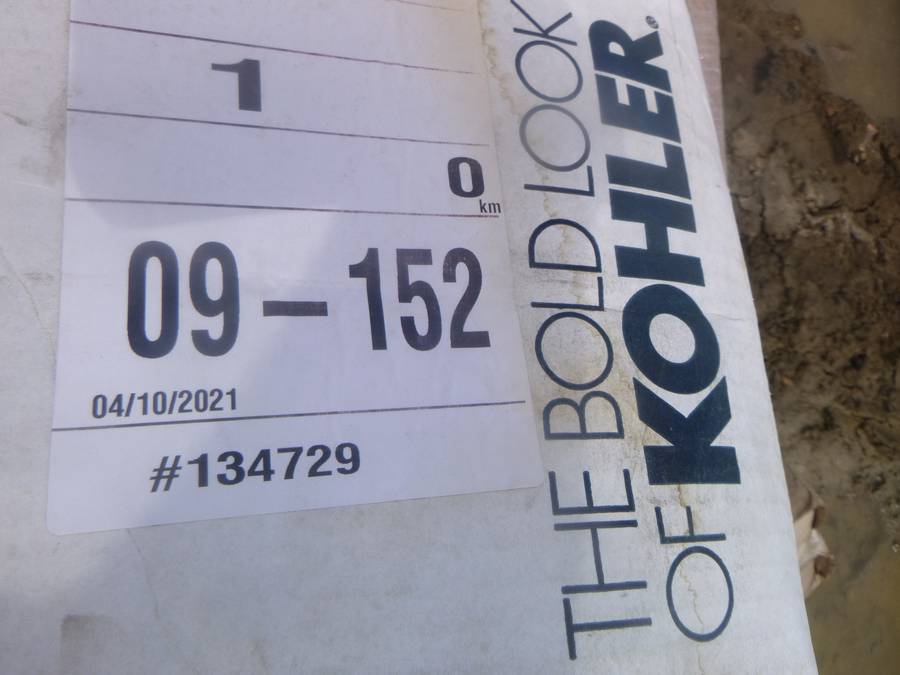 1
0
km
09-152
04/10/2021
#134729
THE BOLD LOOK
OF KOHLER®